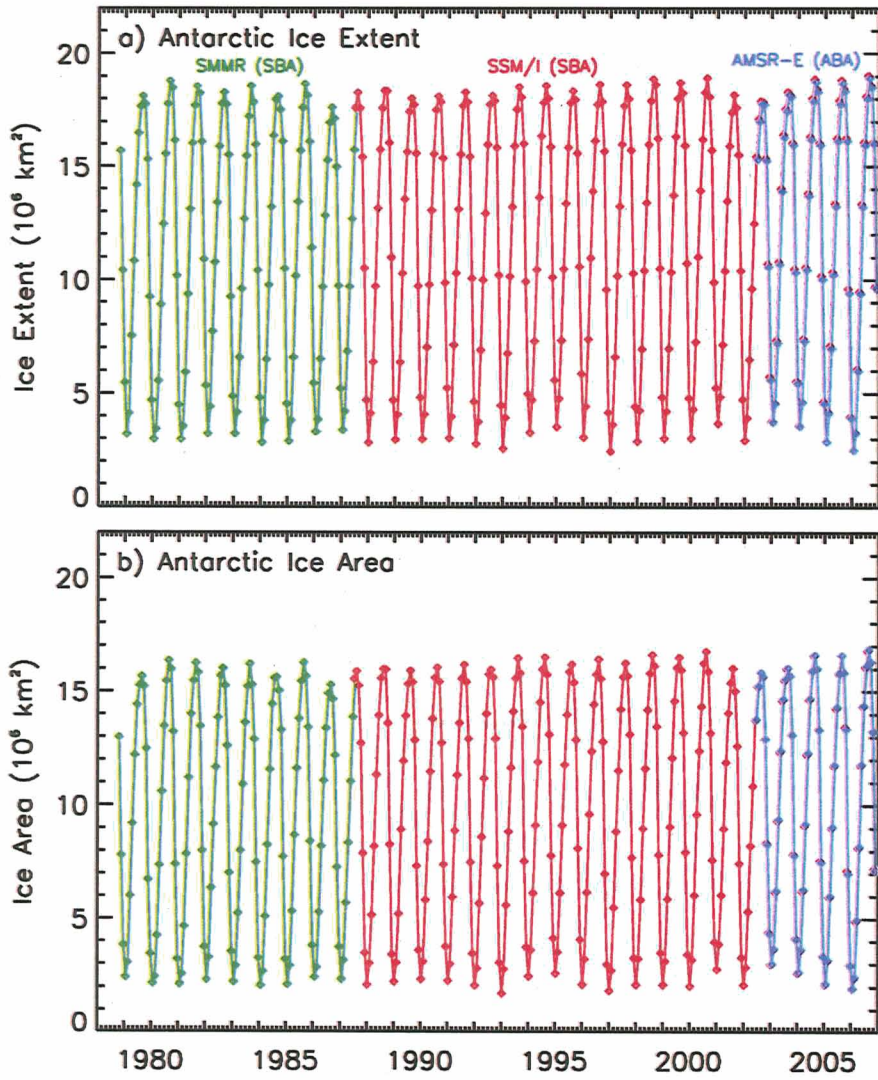 a) Antarctic Ice Extent
SMMR (SBA) SSM/I (SBA) AMSR-E (ABA)
Ice Extent (10⁶ km²)
20
15
10
5
0
b) Antarctic Ice Area
Ice Area (10⁶ km²)
20
15
10
5
0
1980 1985 1990 1995 2000 2005